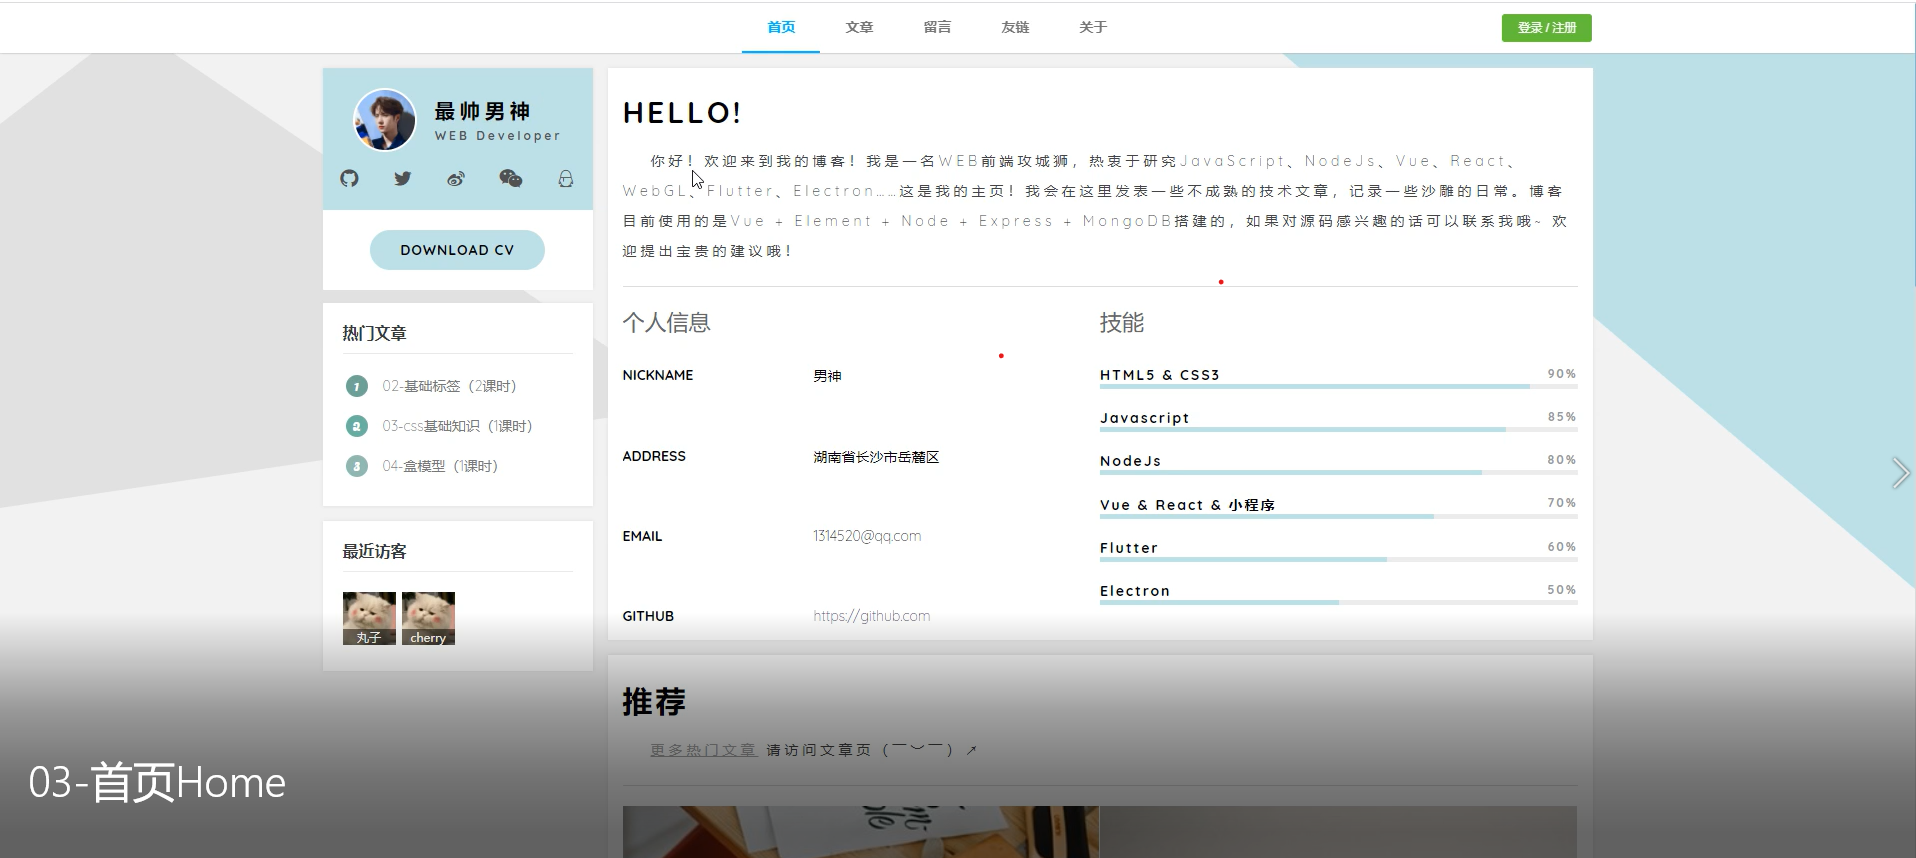 首页 文章 留言 友链 关于 登录 / 注册
最帅男神
WEB Developer
DOWNLOAD CV
热门文章
1 02-基础标签（2课时）
2 03-css基础知识（1课时）
3 04-盒模型（1课时）
最近访客
丸子 cherry
HELLO!
你好！欢迎来到我的博客！我是一名WEB前端攻城狮，热衷于研究JavaScript、NodeJs、Vue、React、
WebGL、Flutter、Electron……这是我的主页！我会在这里发表一些不成熟的技术文章，记录一些沙雕的日常。博客
目前使用的是Vue + Element + Node + Express + MongoDB搭建的，如果对源码感兴趣的话可以联系我哦~ 欢
迎提出宝贵的建议哦！
个人信息
NICKNAME 男神
ADDRESS 湖南省长沙市岳麓区
EMAIL 1314520@qq.com
GITHUB https://github.com
技能
HTML5 & CSS3 90%
Javascript 85%
NodeJs 80%
Vue & React & 小程序 70%
Flutter 60%
Electron 50%
推荐
更多热门文章 请访问文章页（￣︶￣）↗
03-首页Home